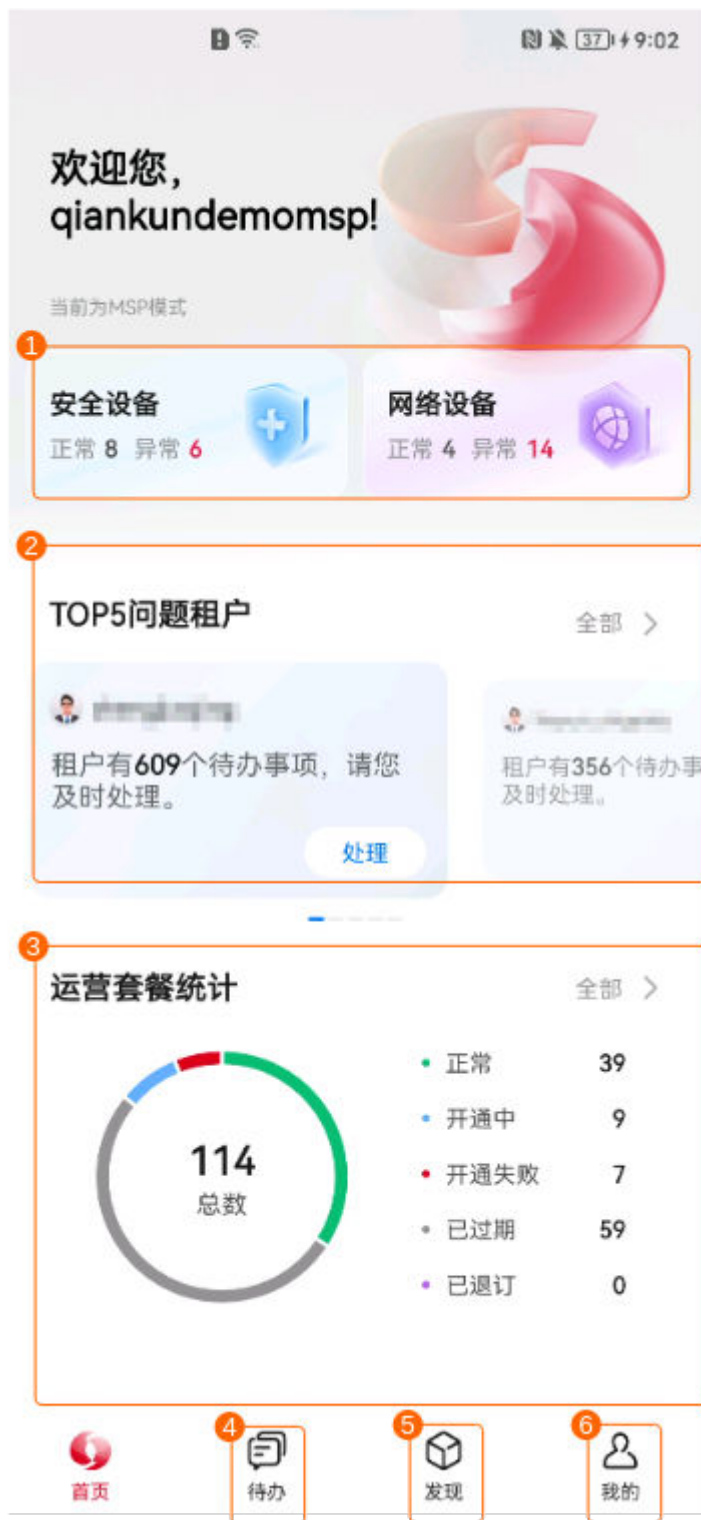 37 9:02
欢迎您，
qiankundemomsp!
当前为MSP模式
1
安全设备
网络设备
正常 8 异常 6
正常 4 异常 14
2
TOP5问题租户
全部
租户有609个待办事项，请您
及时处理。
处理
租户有356个待办事
及时处理。
3
运营套餐统计
全部
114
总数
正常 39
开通中 9
开通失败 7
已过期 59
已退订 0
4
5
6
首页
待办
发现
我的